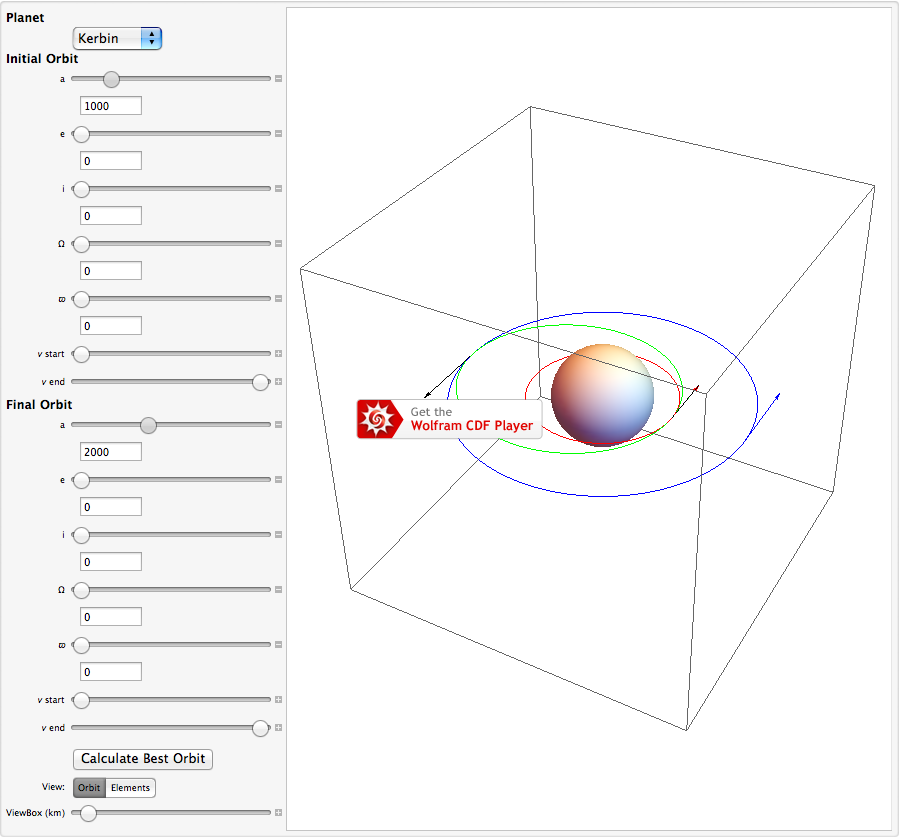 Planet
Kerbin
Initial Orbit
a
1000
e
0
i
0
Ω
0
ϖ
0
ν start
ν end
Final Orbit
a
2000
e
0
i
0
Ω
0
ϖ
0
ν start
ν end
Calculate Best Orbit
View: Orbit Elements
ViewBox (km)
Get the
Wolfram CDF Player